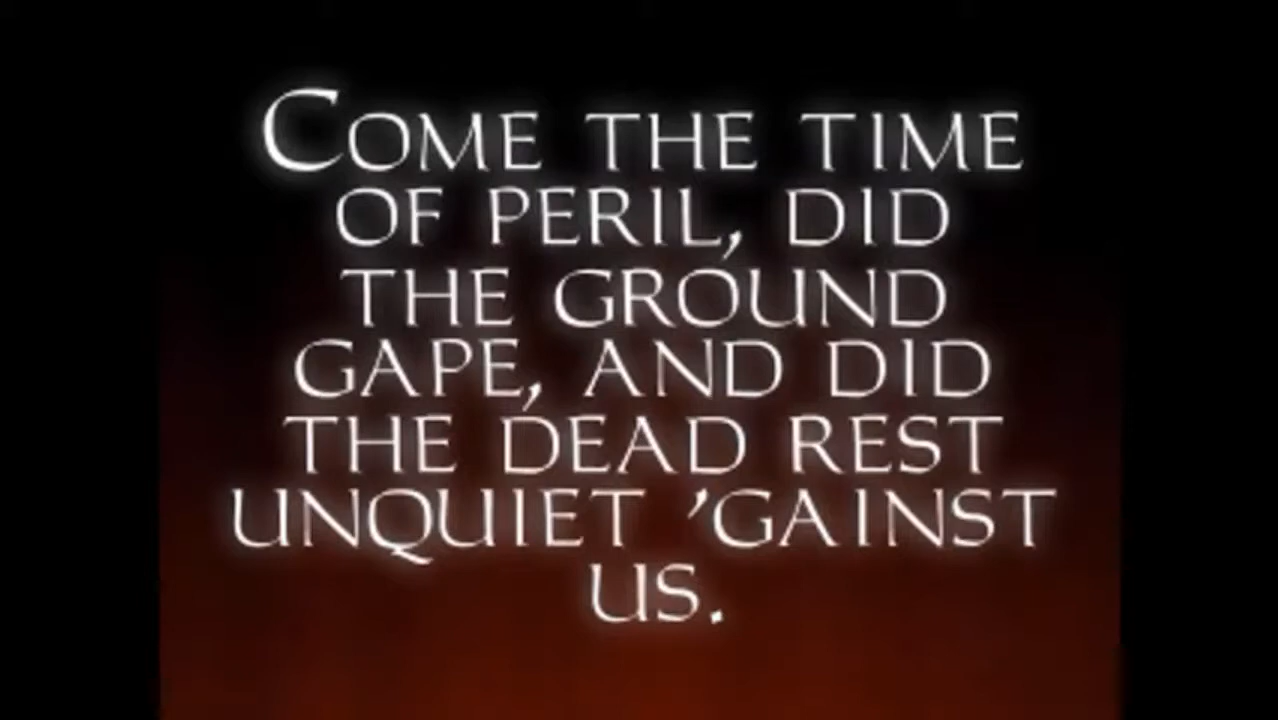 COME THE TIME
OF PERIL, DID
THE GROUND
GAPE, AND DID
THE DEAD REST
UNQUIET 'GAINST
US.